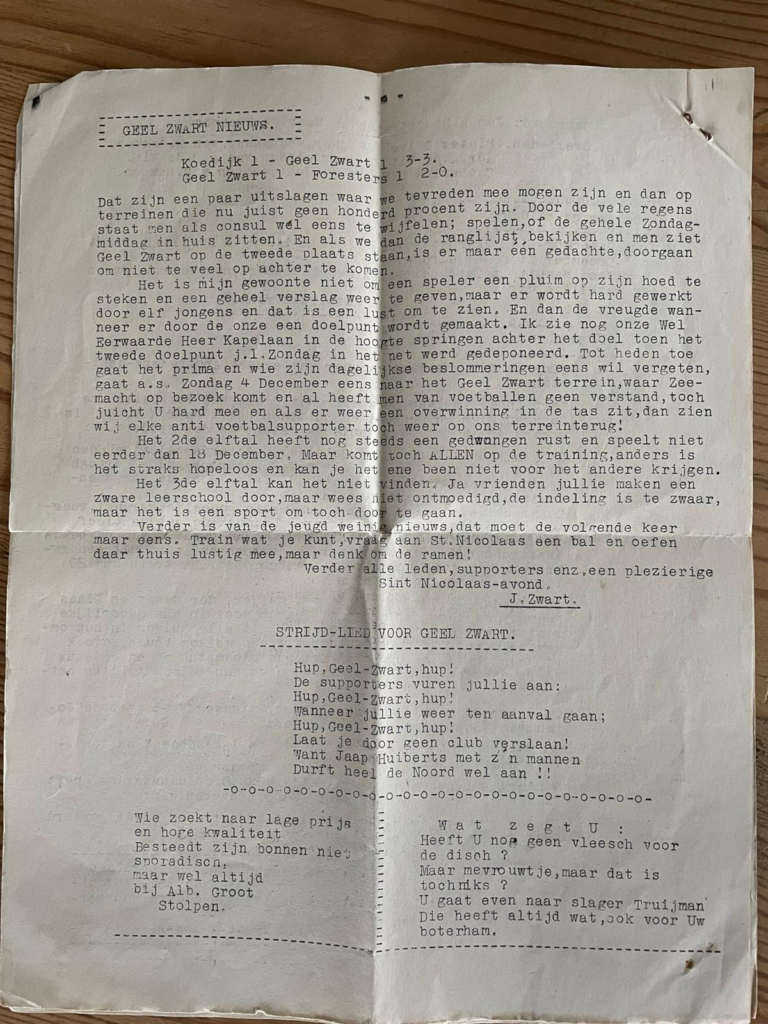 GEEL ZWART NIEUWS.
Koedijk 1 - Geel Zwart 1 3-3.
Geel Zwart 1 - Foresters 1 2-0.
Dat zijn een paar uitslagen waar we tevreden mee mogen zijn en dan op
terreinen die nu juist geen honderd procent zijn. Door de vele regens
staat men als consul wél eens te wijfelen; spelen,of de gehele Zondag-
middag in huis zitten. En als we dan de ranglijst bekijken en men ziet
Geel Zwart op de tweede plaats staan,is er maar één gedachte,doorgaan
om niet te veel op achter te komen.
Het is mijn gewoonte niet om een speler een pluim op zijn hoed te
steken en een geheel verslag weer te geven,maar er wordt hard gewerkt
door elf jongens en dat is een lust om te zien. En dan de vreugde wan-
neer er door de onze een doelpunt wordt gemaakt. Ik zie nog onze Wel
Eerwaarde Heer Kapelaan in de hoogte springen achter het doel toen het
tweede doelpunt j.l.Zondag in het net werd gedeponeerd. Tot heden toe
gaat het prima en wie zijn dagelijkse beslommeringen eens wil vergeten,
gaat a.s. Zondag 4 December eens naar het Geel Zwart terrein,waar Zee-
macht op bezoek komt en al heeft men van voetballen geen verstand,toch
juicht U hard mee en als er weer een overwinning in de tas zit,dan zien
wij elke anti voetbalsupporter toch weer op ons terreinterug!
Het 2de elftal heeft nog steeds een gedwongen rust en speelt niet
eerder dan 18 December. Maar komt toch ALLEN op de training,anders is
het straks hopeloos en kan je het ene been niet voor het andere krijgen.
Het 3de elftal kan het niet vinden. Ja vrienden jullie maken een
zware leerschool door,maar wees niet ontmoedigd,de indeling is te zwaar,
maar het is een sport om toch door te gaan.
Verder is van de jeugd weinig nieuws,dat moet de volgende keer
maar eens. Train wat je kunt,vraag aan St.Nicolaas een bal en oefen
daar thuis lustig mee,maar denk om de ramen!
Verder alle leden,supporters enz.een plezierige
Sint Nicolaas-avond.
J.Zwart.
STRIJD-LIED VOOR GEEL ZWART.
Hup,Geel-Zwart,hup!
De supporters vuren jullie aan:
Hup,Geel-Zwart,hup!
Wanneer jullie weer ten aanval gaan;
Hup,Geel-Zwart,hup!
Laat je door geen club verslaan!
Want Jaap Huiberts met z'n mannen
Durft heel de Noord wel aan !!
-o-o-o-o-o-o-o-o-o-o-o-o-o-o-o-o-o-o-o-o-o-o-
Wie zoekt naar lage prijs
en hoge kwaliteit
Besteedt zijn bonnen niet
sporadisch,
maar wel altijd
bij Alb. Groot
Stolpen.
Wat zegt U :
Heeft U nog geen vleesch voor
de disch ?
Maar mevrouwtje,maar dat is
toch niks ?
U gaat even naar slager Truijman
Die heeft altijd wat,ook voor Uw
boterham.